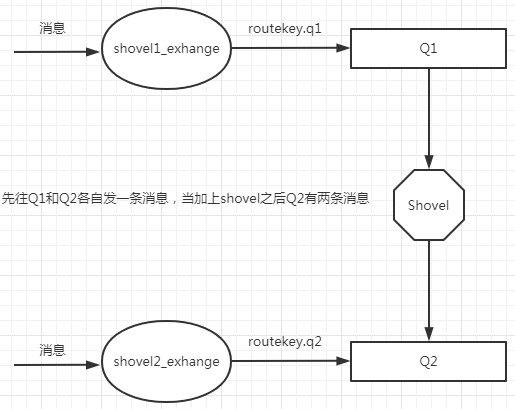 消息
shovel1_exhange
routekey.q1
Q1
先往Q1和Q2各自发一条消息，当加上shovel之后Q2有两条消息
Shovel
消息
shovel2_exhange
routekey.q2
Q2